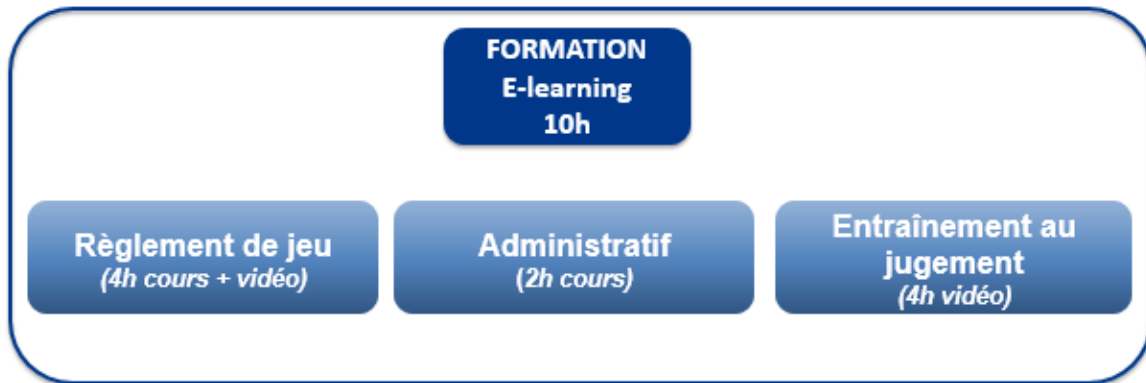 FORMATION
E-learning
10h
Règlement de jeu
(4h cours + vidéo)
Administratif
(2h cours)
Entraînement au
jugement
(4h vidéo)